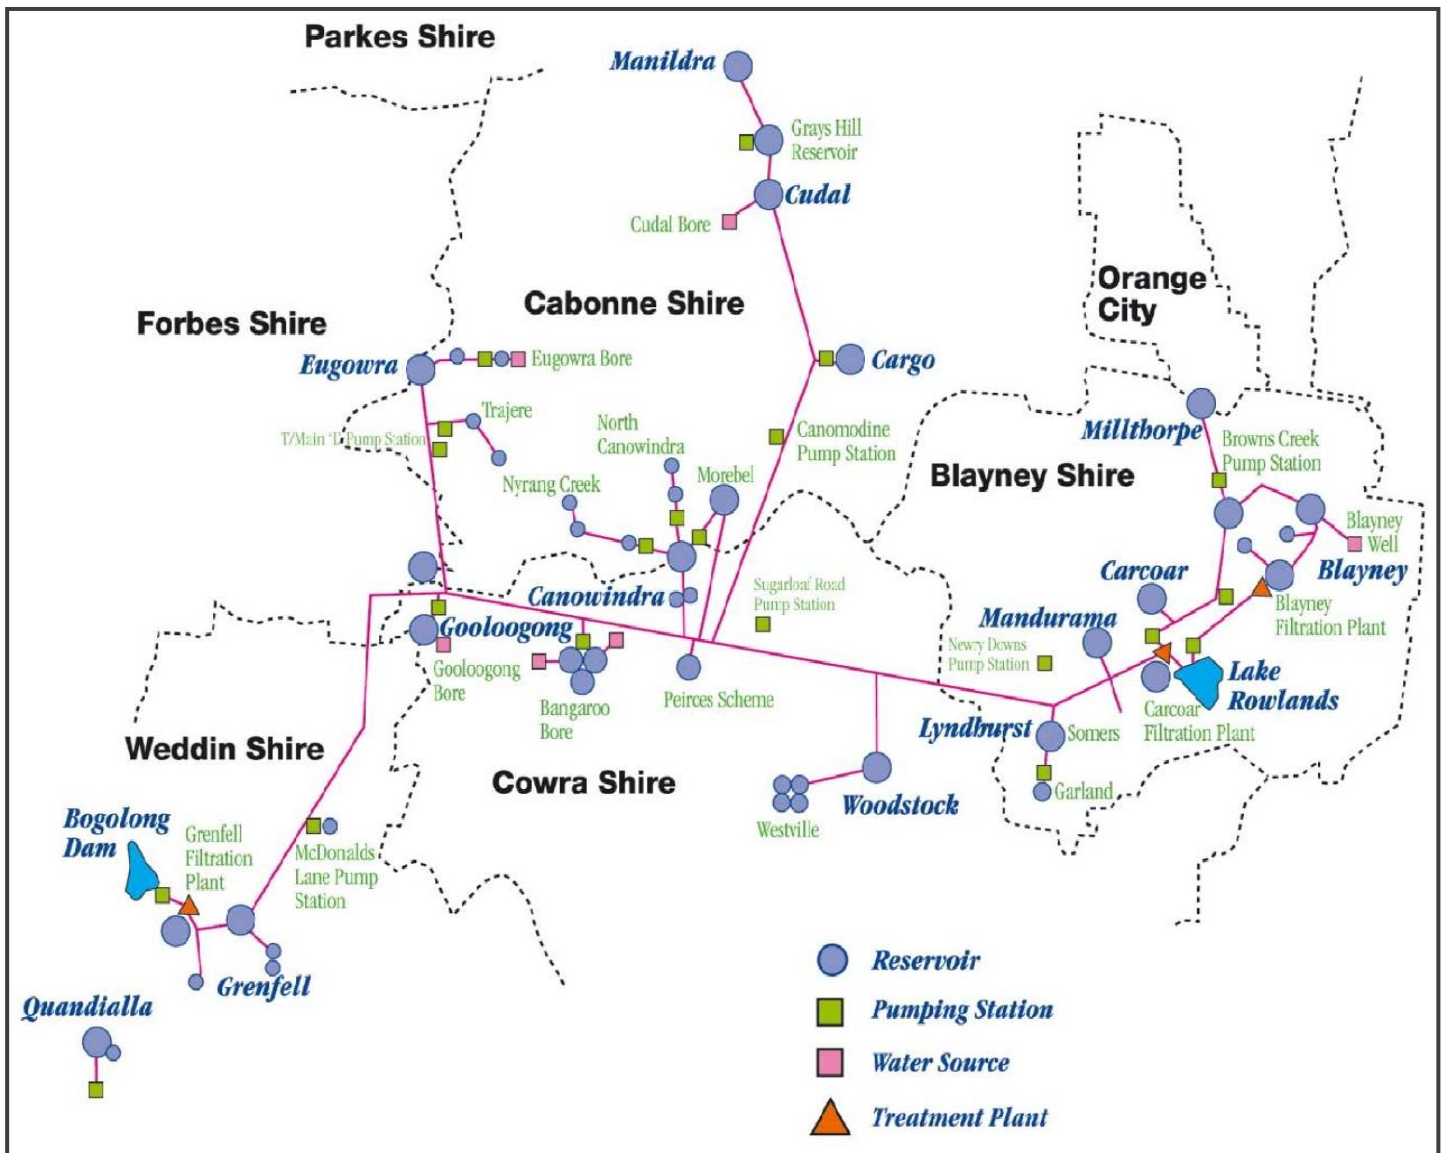 Parkes Shire
Manildra
Grays Hill
Reservoir
Cudal
Cudal Bore
Orange
City
Cabonne Shire
Forbes Shire
Eugowra
Eugowra Bore
Cargo
Trajere
T/Main 'D' Pump Station
North
Canowindra
Canomodine
Pump Station
Millthorpe
Browns Creek
Pump Station
Blayney Shire
Morebel
Nyrang Creek
Blayney
Well
Blayney
Carcoar
Canowindra
Sugarloaf Road
Pump Station
Mandurama
Blayney
Filtration Plant
Gooloogong
Newry Downs
Pump Station
Gooloogong
Bore
Bangaroo
Bore
Peirces Scheme
Lake
Rowlands
Carcoar
Filtration Plant
Lyndhurst
Somers
Weddin Shire
Cowra Shire
Garland
Woodstock
Westville
Bogolong
Dam
Grenfell
Filtration
Plant
McDonalds
Lane Pump
Station
Grenfell
Quandialla
Reservoir
Pumping Station
Water Source
Treatment Plant